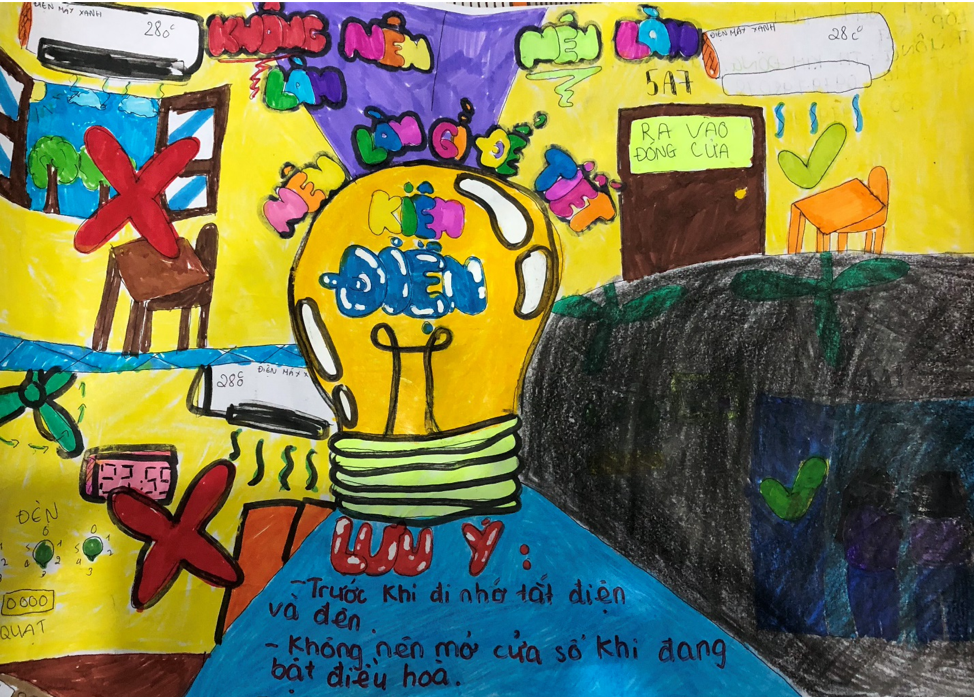 ĐIỆN MÁY XANH
28°C
KHÔNG NÊN
LÀM
NÊN LÀM
5A7
ĐIỆN MÁY XANH
28°C
NÊN LÀM GÌ ĐỂ TIẾT
KIỆM
ĐIỆN
RA VÀO
ĐÓNG CỬA
28°C
ĐIỆN MÁY X
ĐÈN
0000
QUẠT
LƯU Ý :
- Trước khi đi nhớ tắt điện
và đèn.
- Không nên mở cửa sổ khi đang
bật điều hoà.